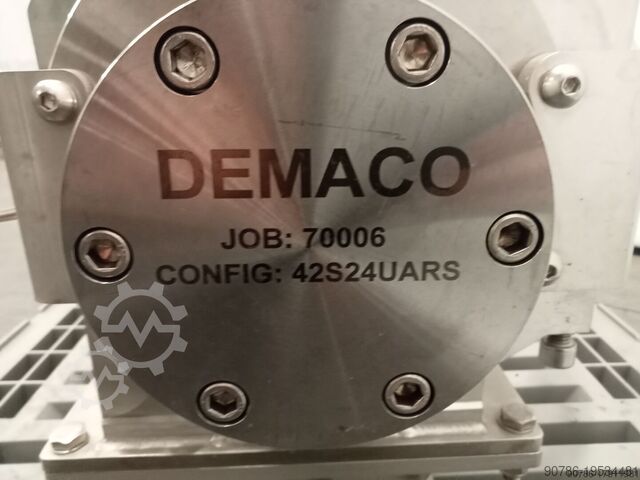 DEMACO
JOB: 70006
CONFIG: 42S24UARS